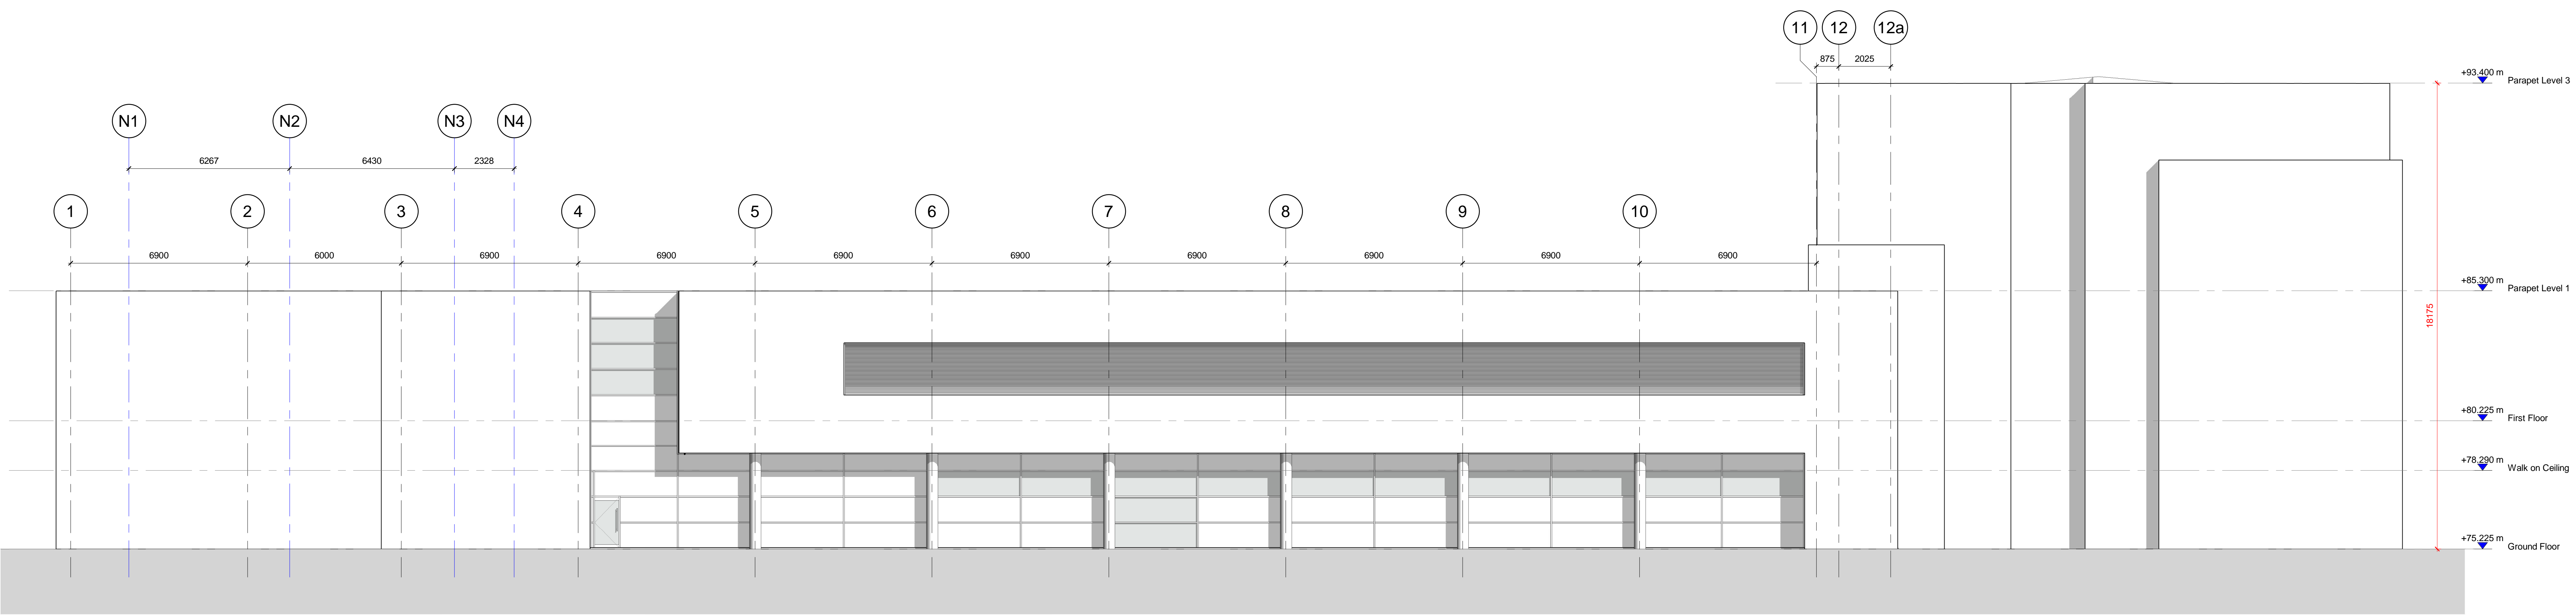 11 12 12a
875 2025
+93.400 m
Parapet Level 3
N1 N2 N3 N4
6267 6430 2328
1 2 3 4 5 6 7 8 9 10
6900 6000 6900 6900 6900 6900 6900 6900 6900 6900
+85.300 m
Parapet Level 1
18175
+80.225 m
First Floor
+78.290 m
Walk on Ceiling
+75.225 m
Ground Floor